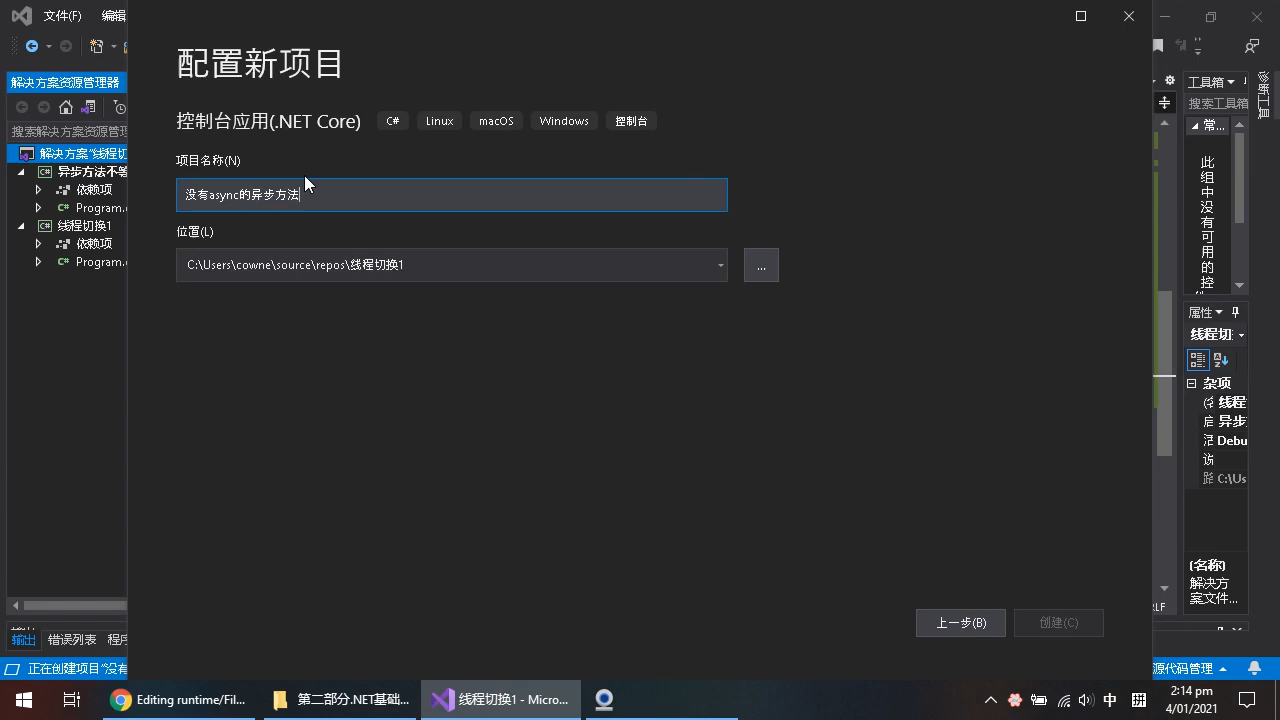 文件(F)
编辑
配置新项目
控制台应用(.NET Core)
C#
Linux
macOS
Windows
控制台
项目名称(N)
没有async的异步方法
位置(L)
C:\Users\cowne\source\repos\线程切换1
...
上一步(B)
创建(C)
解决方案资源管理器
搜索解决方案资源管理
解决方案"线程切
异步方法不等
依赖项
Program.
线程切换1
依赖项
Program.
输出
错误列表
程序
正在创建项目"没有
工具箱
搜索工具箱
常...
此组中没有可用的控
属性
线程切
杂项
线程
启 异步
活 Debu
路 C:\Us
(名称)
解决方
案文件...
LF
源代码管理
Editing runtime/Fil...
第二部分.NET基础...
线程切换1 - Micro...
中
拼
2:14 pm
4/01/2021